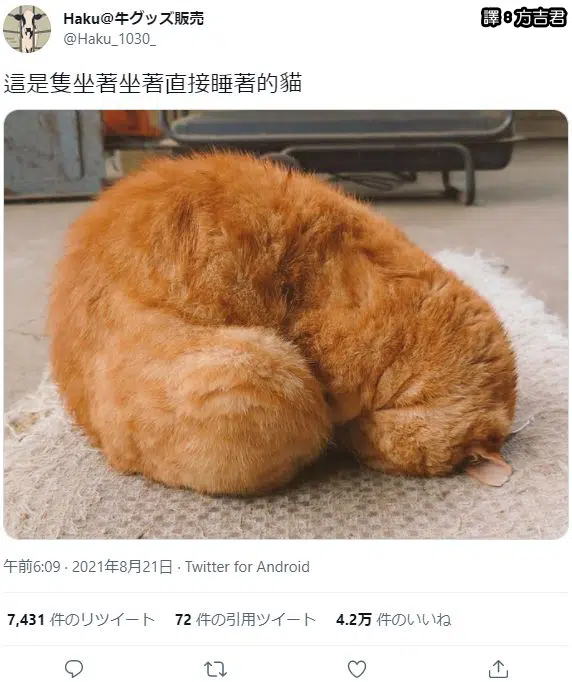 Haku@牛グッズ販売
譯8方吉君
@Haku_1030_
這是隻坐著坐著直接睡著的貓
午前6:09 · 2021年8月21日 · Twitter for Android
7,431 件のリツイート 72 件の引用ツイート 4.2万 件のいいね